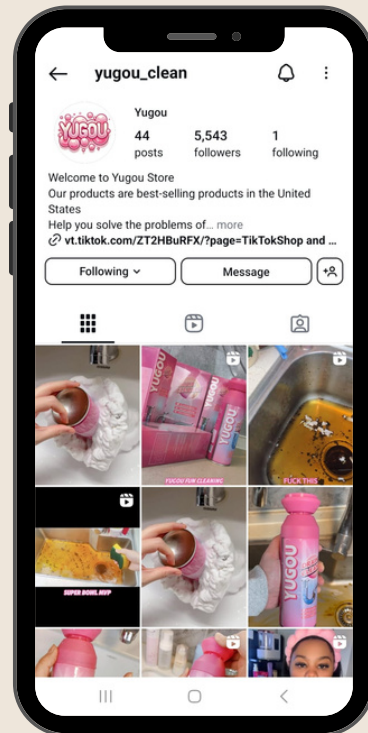 yugou_clean
YUGOU
Yugou
44 5,543 1
posts followers following
Welcome to Yugou Store
Our products are best-selling products in the United
States
Help you solve the problems of... more
vt.tiktok.com/ZT2HBuRFX/?page=TikTokShop and ...
Following Message
YUGOU
YUGOU
YUGOU FUN CLEANING
FUCK THIS
SUPER BOWL MVP
YUGOU